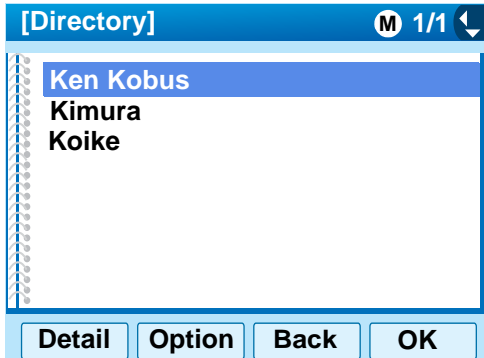 [Directory] M 1/1
Ken Kobus
Kimura
Koike
Detail Option Back OK